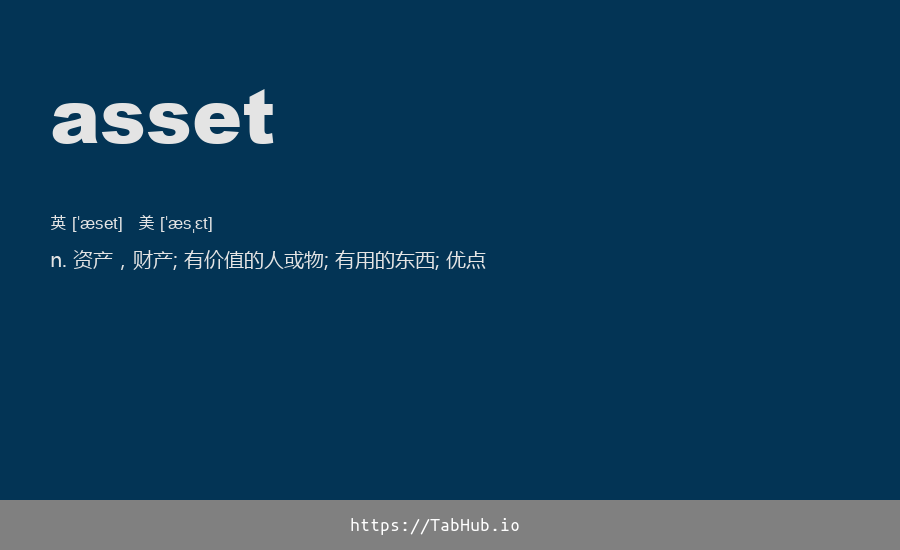 asset
英 [ˈæset] 美 [ˈæsˌɛt]
n. 资产，财产; 有价值的人或物; 有用的东西; 优点
https://TabHub.io